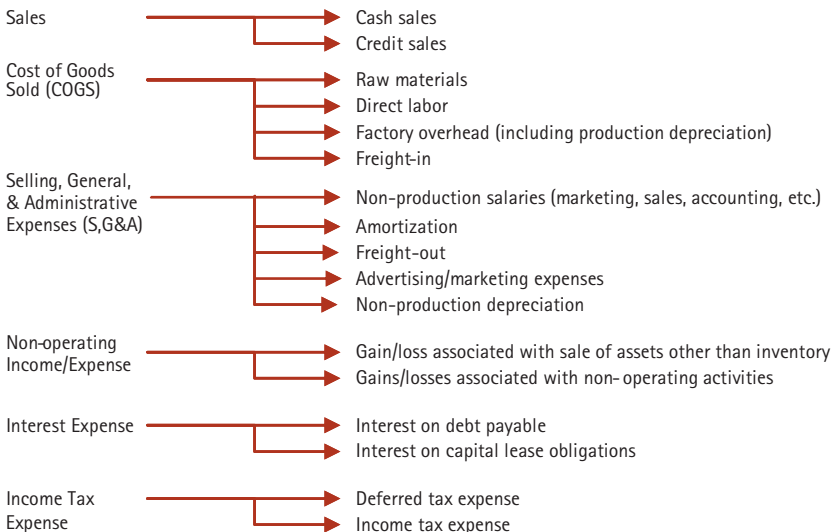 Sales
Cash sales
Credit sales
Cost of Goods
Sold (COGS)
Raw materials
Direct labor
Factory overhead (including production depreciation)
Freight-in
Selling, General,
& Administrative
Expenses (S,G&A)
Non-production salaries (marketing, sales, accounting, etc.)
Amortization
Freight-out
Advertising/marketing expenses
Non-production depreciation
Non-operating
Income/Expense
Gain/loss associated with sale of assets other than inventory
Gains/losses associated with non- operating activities
Interest Expense
Interest on debt payable
Interest on capital lease obligations
Income Tax
Expense
Deferred tax expense
Income tax expense